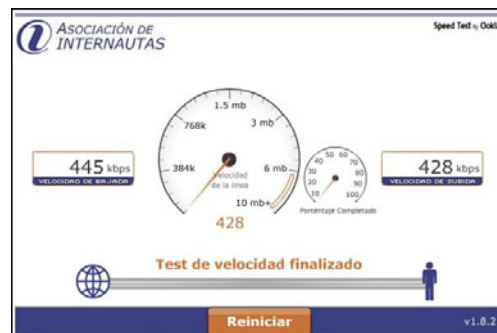 ASOCIACIÓN DE
INTERNAUTAS
Speed Test by Ookla
1.5 mb
768k
3 mb
384k
Velocidad
de la línea
6 mb
10 mb+
428
445 kbps
VELOCIDAD DE BAJADA
10
20
30
40
50
60
70
80
90
100
Porcentaje Completado
428 kbps
VELOCIDAD DE SUBIDA
Test de velocidad finalizado
Reiniciar
v1.8.2